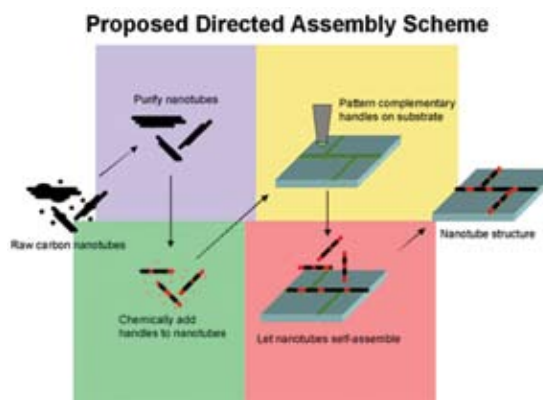 Proposed Directed Assembly Scheme
Purify nanotubes
Pattern complementary
handles on substrate
Raw carbon nanotubes
Nanotube structure
Chemically add
handles to nanotubes
Let nanotubes self-assemble